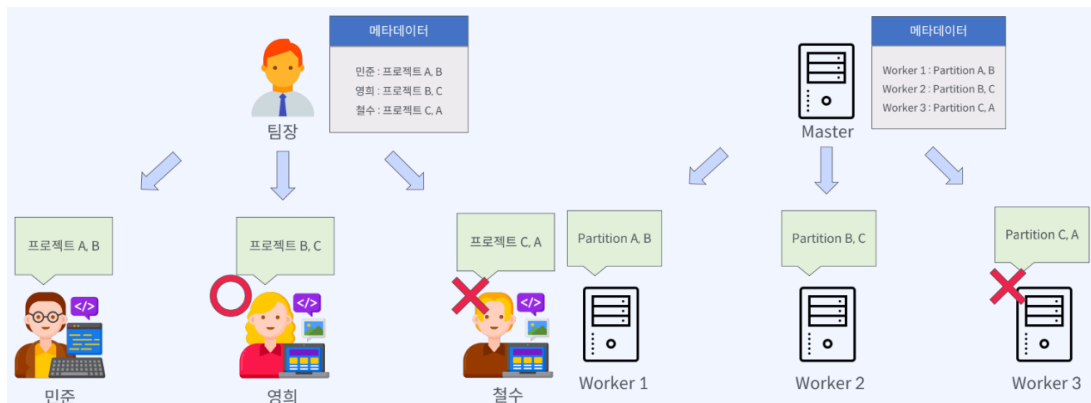 메타데이터
민준 : 프로젝트 A, B
영희 : 프로젝트 B, C
철수 : 프로젝트 C, A
팀장
프로젝트 A, B
프로젝트 B, C
프로젝트 C, A
</>
</>
</>
민준
영희
철수
메타데이터
Worker 1 : Partition A, B
Worker 2 : Partition B, C
Worker 3 : Partition C, A
Master
Partition A, B
Partition B, C
Partition C, A
Worker 1
Worker 2
Worker 3